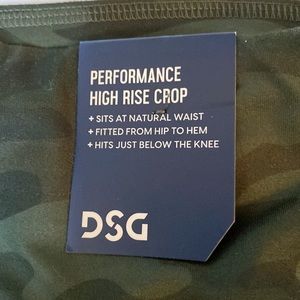 PERFORMANCE
HIGH RISE CROP
+ SITS AT NATURAL WAIST
+ FITTED FROM HIP TO HEM
+ HITS JUST BELOW THE KNEE
DSG